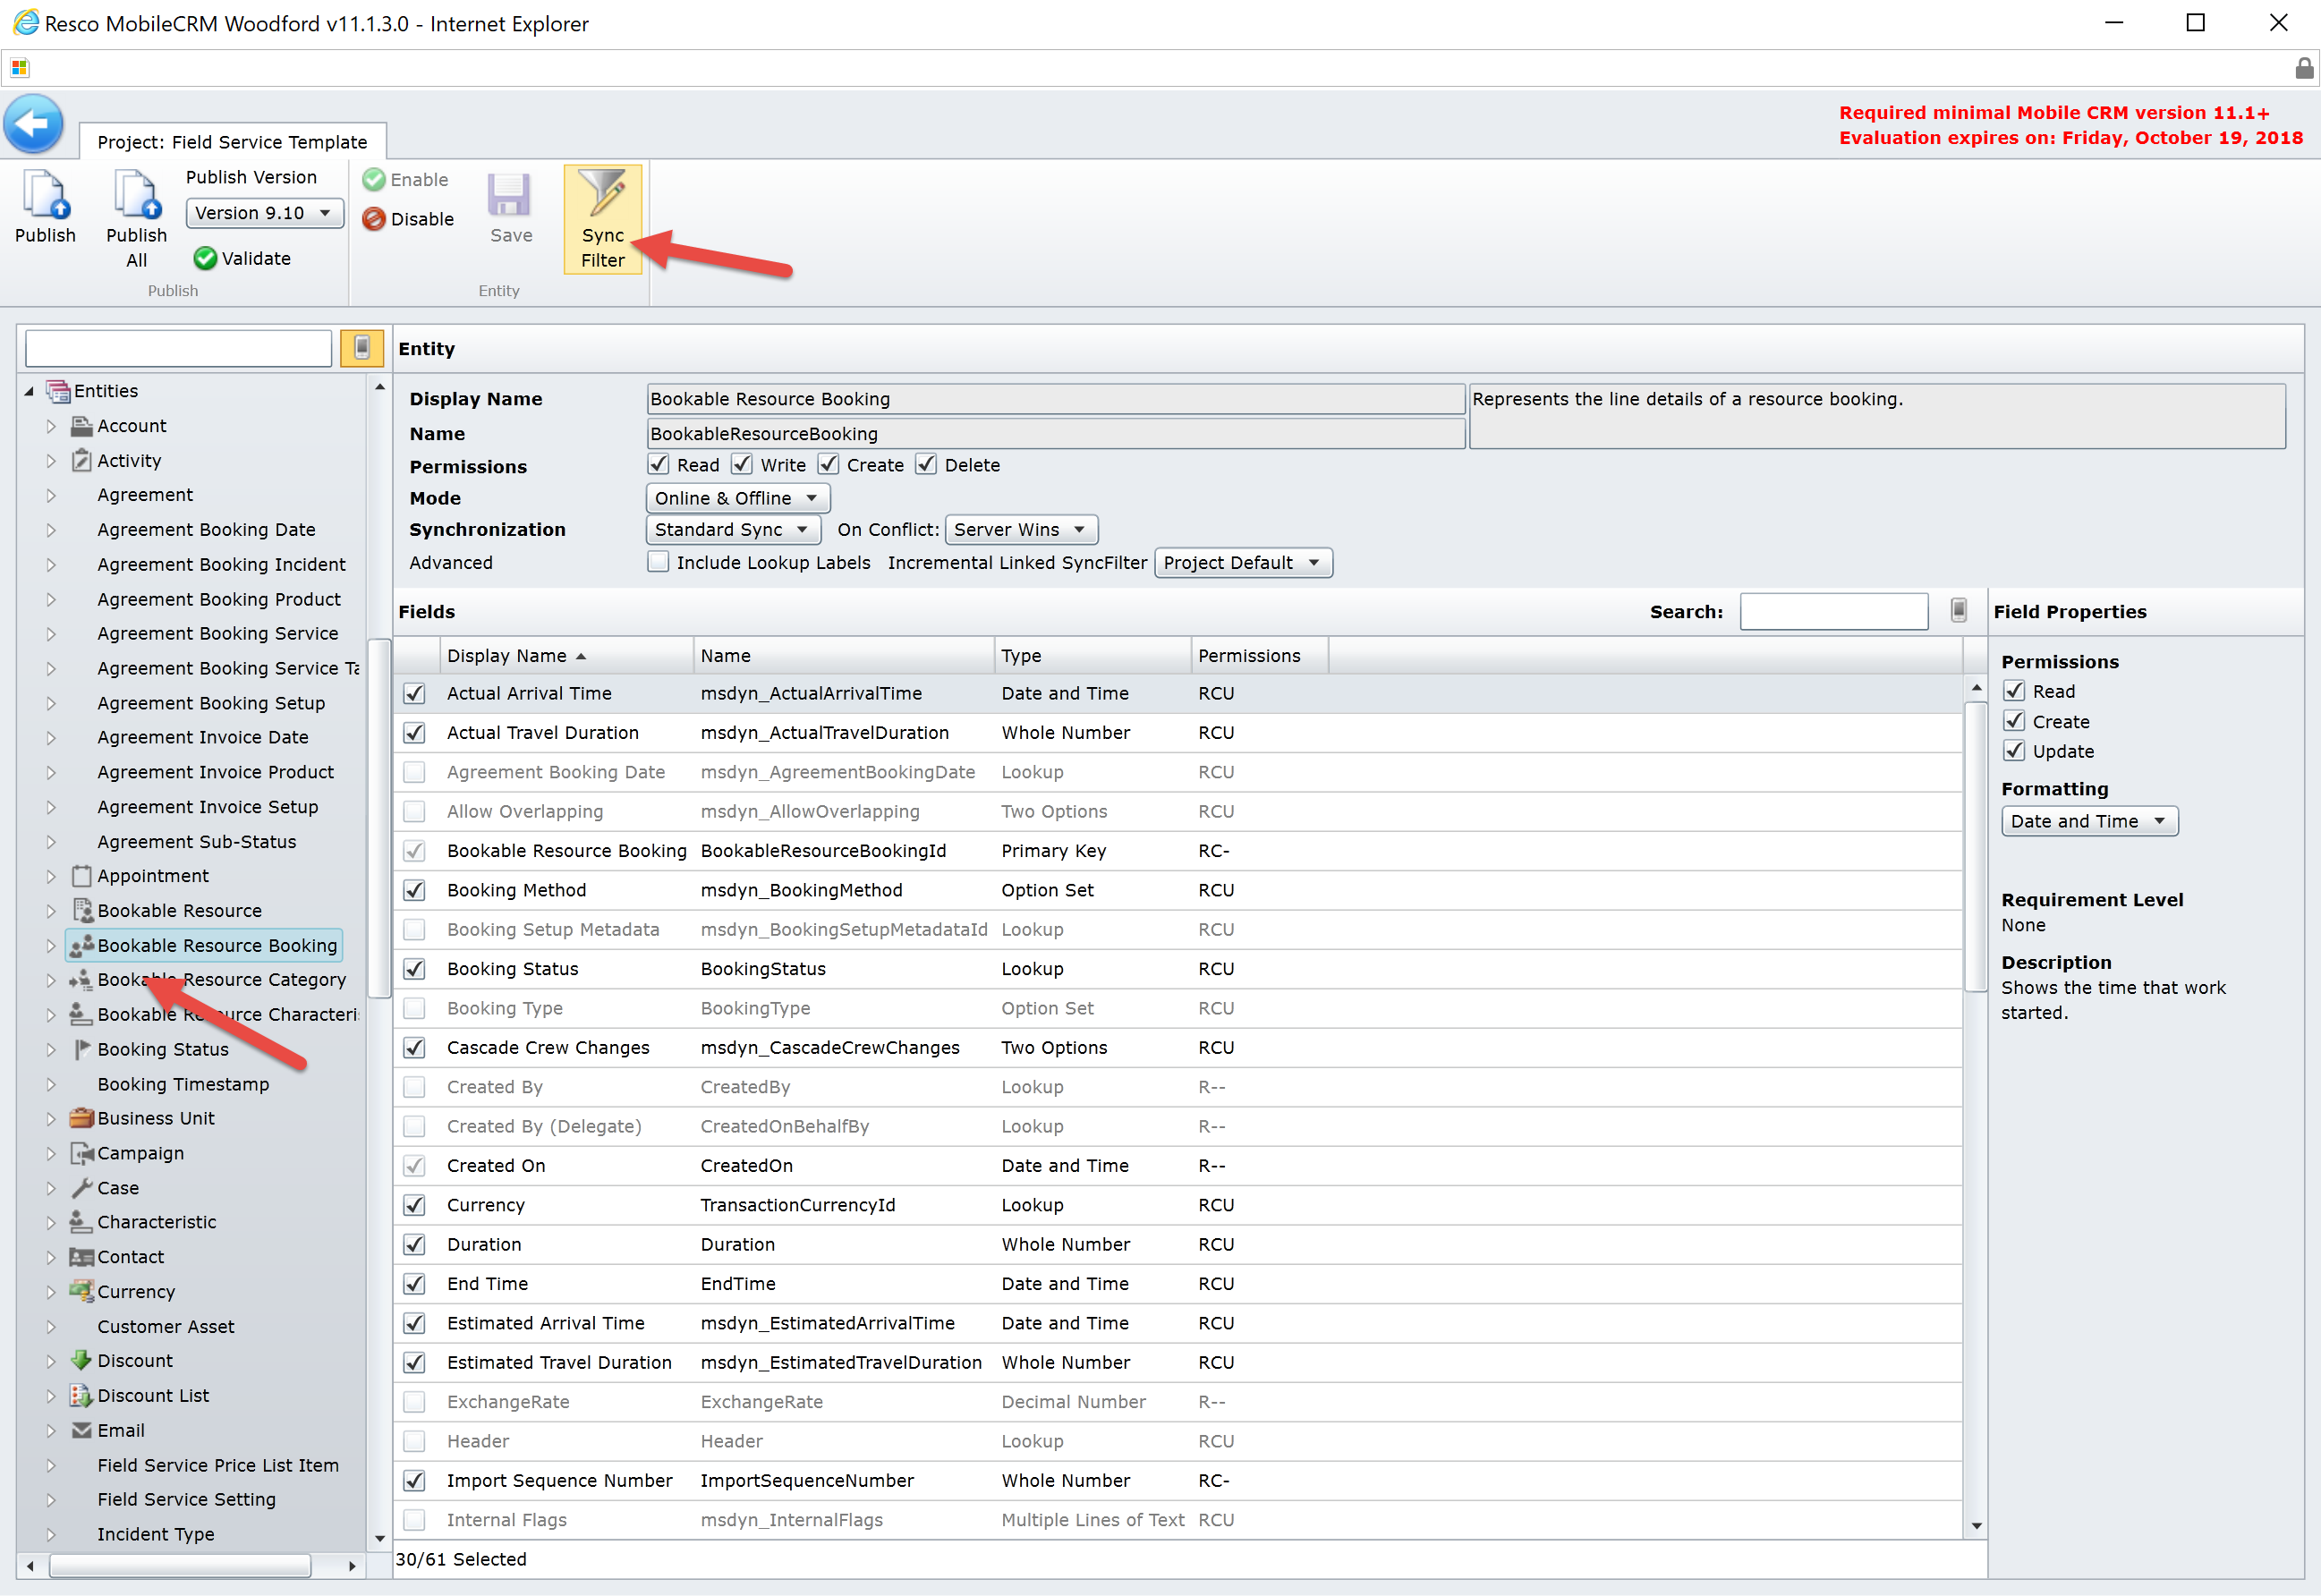 Resco MobileCRM Woodford v11.1.3.0 - Internet Explorer
Required minimal Mobile CRM version 11.1+
Evaluation expires on: Friday, October 19, 2018
Project: Field Service Template
Publish
Publish All
Publish Version
Version 9.10
Validate
Publish
Enable
Disable
Save
Sync Filter
Entity
Entities
Account
Activity
Agreement
Agreement Booking Date
Agreement Booking Incident
Agreement Booking Product
Agreement Booking Service
Agreement Booking Service Ta
Agreement Booking Setup
Agreement Invoice Date
Agreement Invoice Product
Agreement Invoice Setup
Agreement Sub-Status
Appointment
Bookable Resource
Bookable Resource Booking
Bookable Resource Category
Bookable Resource Characteris
Booking Status
Booking Timestamp
Business Unit
Campaign
Case
Characteristic
Contact
Currency
Customer Asset
Discount
Discount List
Email
Field Service Price List Item
Field Service Setting
Incident Type
Entity
Display Name Bookable Resource Booking Represents the line details of a resource booking.
Name BookableResourceBooking
Permissions Read Write Create Delete
Mode Online & Offline
Synchronization Standard Sync On Conflict: Server Wins
Advanced Include Lookup Labels Incremental Linked SyncFilter Project Default
Fields Search:
Display Name Name Type Permissions
Actual Arrival Time msdyn_ActualArrivalTime Date and Time RCU
Actual Travel Duration msdyn_ActualTravelDuration Whole Number RCU
Agreement Booking Date msdyn_AgreementBookingDate Lookup RCU
Allow Overlapping msdyn_AllowOverlapping Two Options RCU
Bookable Resource Booking BookableResourceBookingId Primary Key RC-
Booking Method msdyn_BookingMethod Option Set RCU
Booking Setup Metadata msdyn_BookingSetupMetadataId Lookup RCU
Booking Status BookingStatus Lookup RCU
Booking Type BookingType Option Set RCU
Cascade Crew Changes msdyn_CascadeCrewChanges Two Options RCU
Created By CreatedBy Lookup R--
Created By (Delegate) CreatedOnBehalfBy Lookup R--
Created On CreatedOn Date and Time R--
Currency TransactionCurrencyId Lookup RCU
Duration Duration Whole Number RCU
End Time EndTime Date and Time RCU
Estimated Arrival Time msdyn_EstimatedArrivalTime Date and Time RCU
Estimated Travel Duration msdyn_EstimatedTravelDuration Whole Number RCU
ExchangeRate ExchangeRate Decimal Number R--
Header Header Lookup RCU
Import Sequence Number ImportSequenceNumber Whole Number RC-
Internal Flags msdyn_InternalFlags Multiple Lines of Text RCU
30/61 Selected
Field Properties
Permissions
Read
Create
Update
Formatting
Date and Time
Requirement Level
None
Description
Shows the time that work
started.